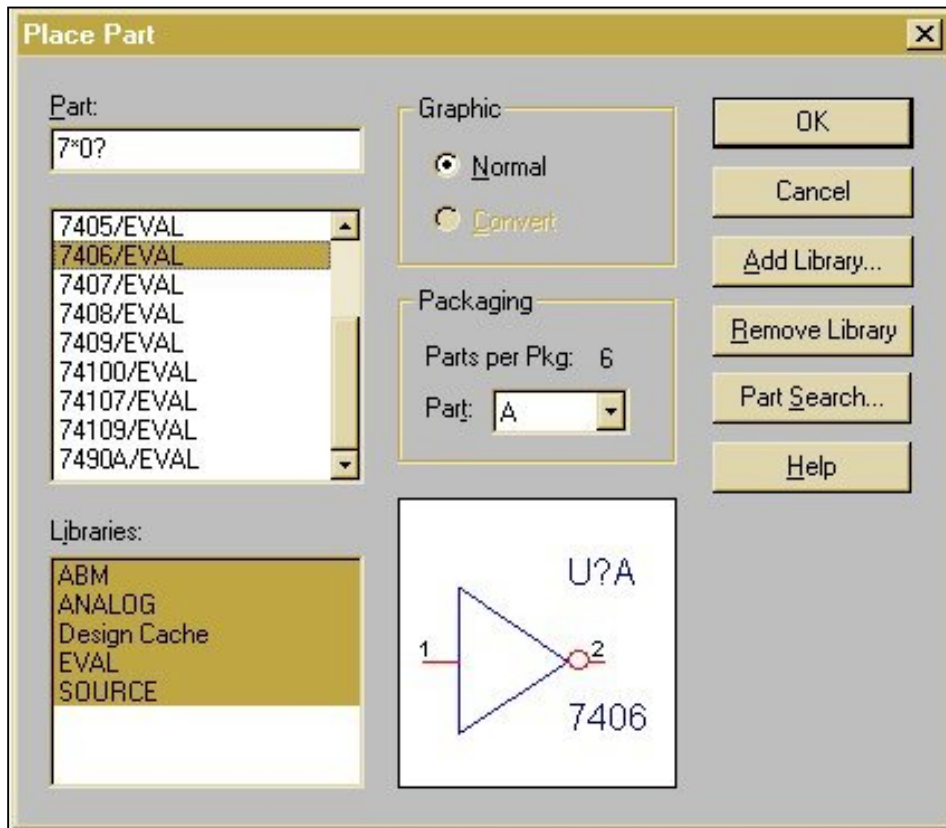 Place Part
Part:
7*0?
7405/EVAL
7406/EVAL
7407/EVAL
7408/EVAL
7409/EVAL
74100/EVAL
74107/EVAL
74109/EVAL
7490A/EVAL
Libraries:
ABM
ANALOG
Design Cache
EVAL
SOURCE
Graphic
Normal
Convert
Packaging
Parts per Pkg: 6
Part: A
U?A
1
2
7406
OK
Cancel
Add Library...
Remove Library
Part Search...
Help